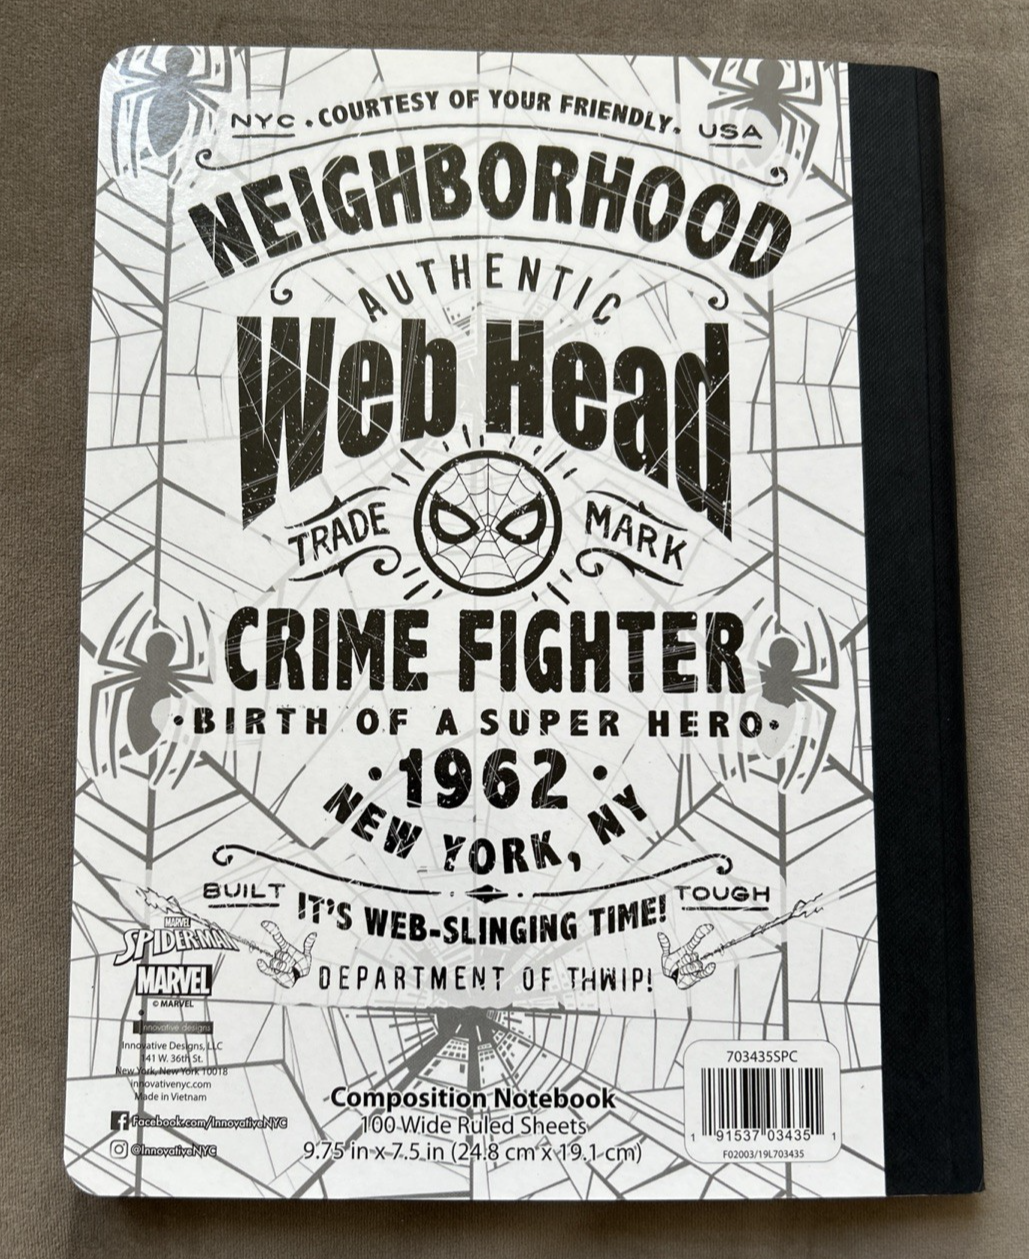 NYC • COURTESY OF YOUR FRIENDLY • USA
NEIGHBORHOOD
AUTHENTIC
Web Head
TRADE MARK
CRIME FIGHTER
• BIRTH OF A SUPER HERO •
• 1962 •
NEW YORK, NY
BUILT TOUGH
IT'S WEB-SLINGING TIME!
DEPARTMENT OF THWIP!
MARVEL
SPIDER-MAN
MARVEL
© MARVEL
innovative designs
Innovative Designs, LLC
141 W. 36th St.
New York, New York 10018
innovativenyc.com
Made in Vietnam
Facebook.com/InnovativeNYC
@InnovativeNYC
Composition Notebook
100 Wide Ruled Sheets
9.75 in x 7.5 in (24.8 cm x 19.1 cm)
703435SPC
1 91537 03435 1
F02003/19L703435